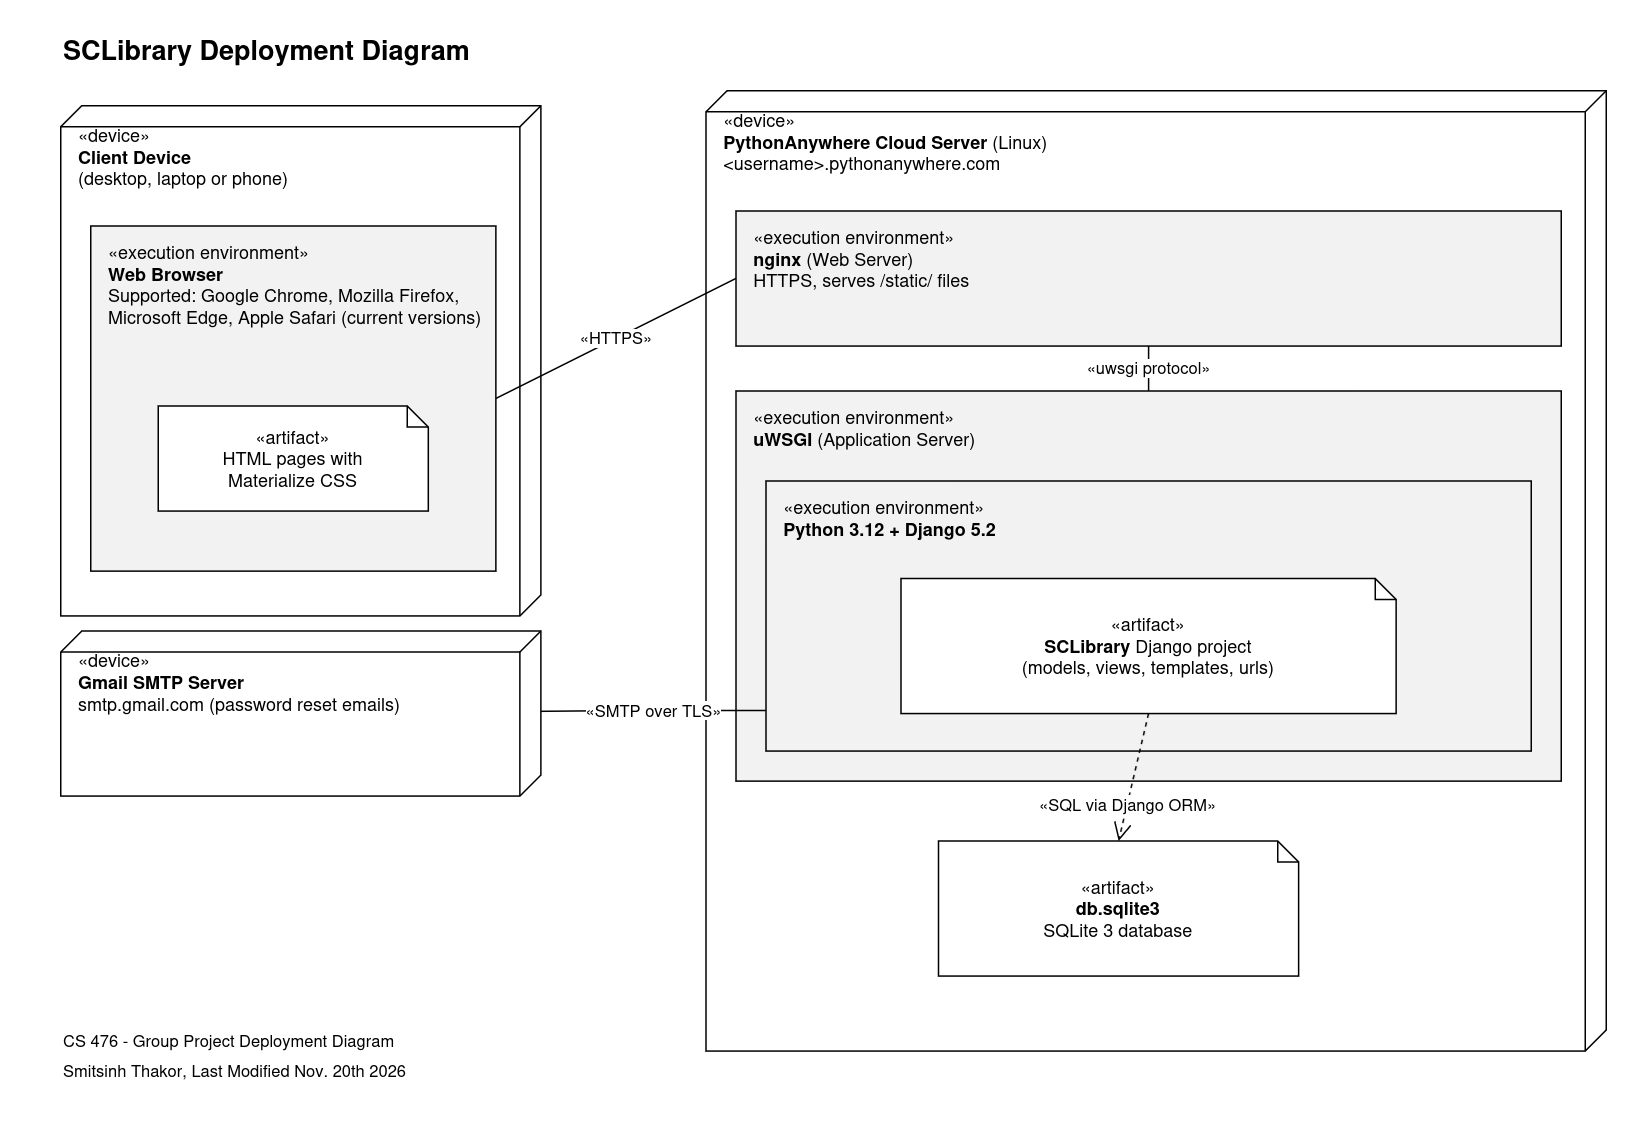 SCLibrary Deployment Diagram
«device»
Client Device
(desktop, laptop or phone)
«execution environment»
Web Browser
Supported: Google Chrome, Mozilla Firefox,
Microsoft Edge, Apple Safari (current versions)
«artifact»
HTML pages with
Materialize CSS
«HTTPS»
«device»
PythonAnywhere Cloud Server (Linux)
<username>.pythonanywhere.com
«execution environment»
nginx (Web Server)
HTTPS, serves /static/ files
«uwsgi protocol»
«execution environment»
uWSGI (Application Server)
«execution environment»
Python 3.12 + Django 5.2
«artifact»
SCLibrary Django project
(models, views, templates, urls)
«device»
Gmail SMTP Server
smtp.gmail.com (password reset emails)
«SMTP over TLS»
«SQL via Django ORM»
«artifact»
db.sqlite3
SQLite 3 database
CS 476 - Group Project Deployment Diagram
Smitsinh Thakor, Last Modified Nov. 20th 2026